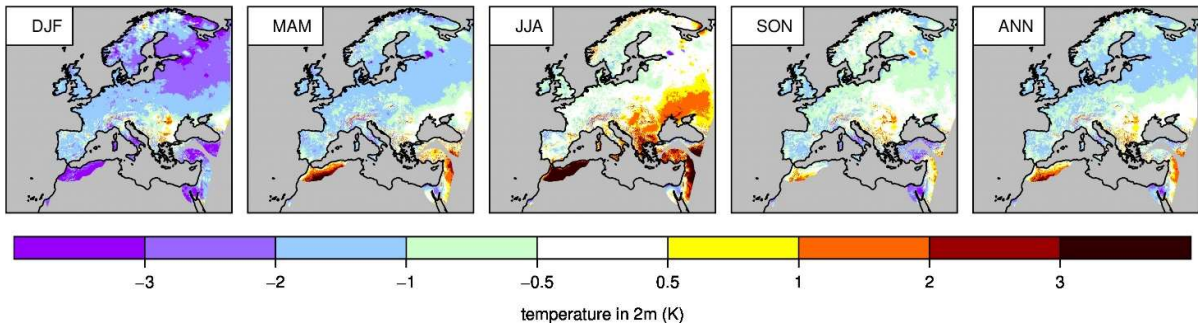 DJF MAM JJA SON ANN
−3 −2 −1 −0.5 0.5 1 2 3
temperature in 2m (K)